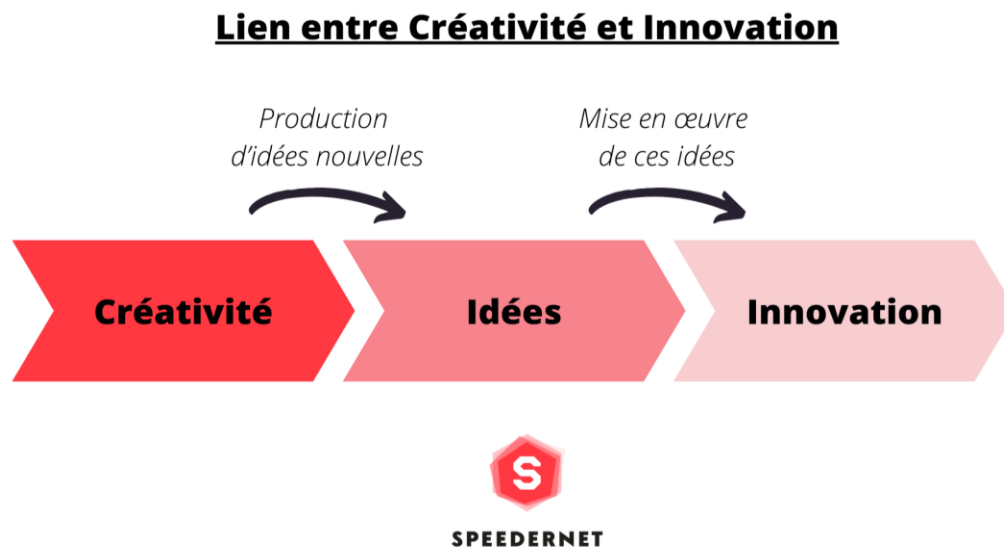 Lien entre Créativité et Innovation
Production
d'idées nouvelles
Mise en œuvre
de ces idées
Créativité
Idées
Innovation
S
SPEEDERNET